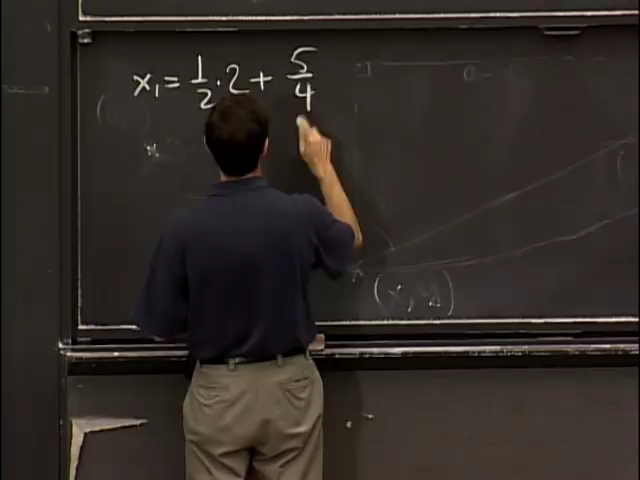 x₁ = 1/2 · 2 + 5/4
(x, y)